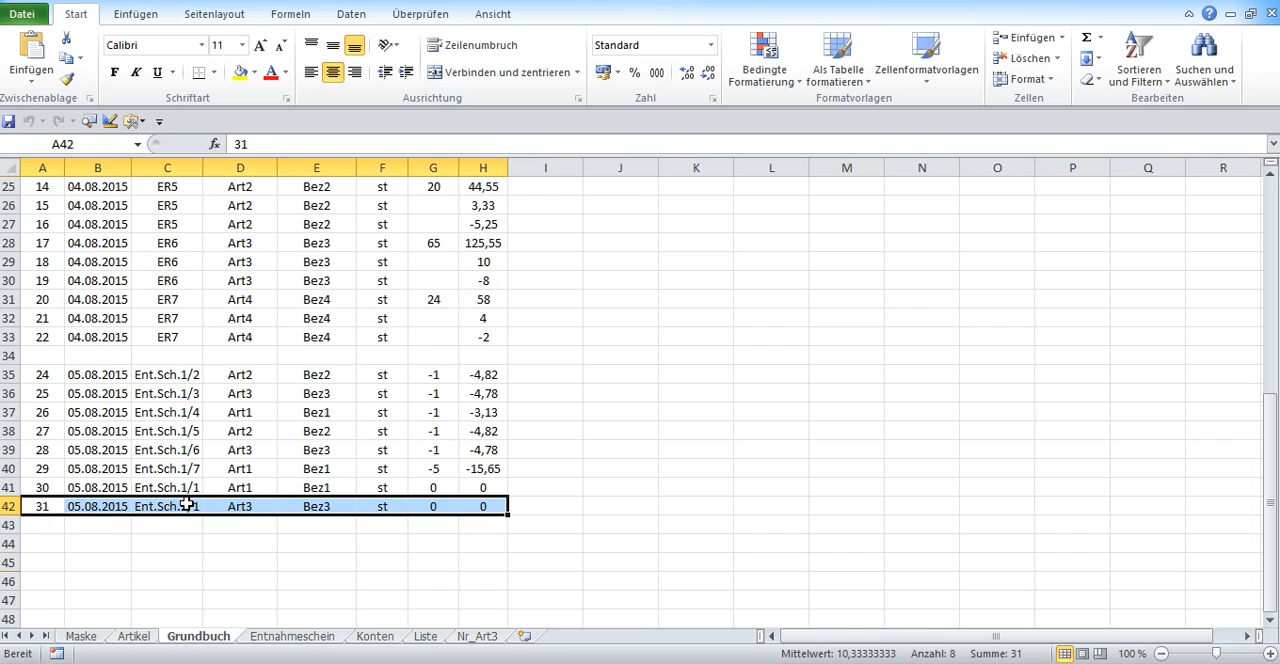 Datei Start Einfügen Seitenlayout Formeln Daten Überprüfen Ansicht
Calibri 11 Zeilenumbruch Standard Einfügen
Einfügen F K U Verbinden und zentrieren % 000 Bedingte Formatierung Als Tabelle formatieren Zellenformatvorlagen Löschen Sortieren und Filtern Suchen und Auswählen
Format
Zwischenablage Schriftart Ausrichtung Zahl Formatvorlagen Zellen Bearbeiten
A42 fx 31
A B C D E F G H I J K L M N O P Q R
25 14 04.08.2015 ER5 Art2 Bez2 st 20 44,55
26 15 04.08.2015 ER5 Art2 Bez2 st 3,33
27 16 04.08.2015 ER5 Art2 Bez2 st -5,25
28 17 04.08.2015 ER6 Art3 Bez3 st 65 125,55
29 18 04.08.2015 ER6 Art3 Bez3 st 10
30 19 04.08.2015 ER6 Art3 Bez3 st -8
31 20 04.08.2015 ER7 Art4 Bez4 st 24 58
32 21 04.08.2015 ER7 Art4 Bez4 st 4
33 22 04.08.2015 ER7 Art4 Bez4 st -2
34
35 24 05.08.2015 Ent.Sch.1/2 Art2 Bez2 st -1 -4,82
36 25 05.08.2015 Ent.Sch.1/3 Art3 Bez3 st -1 -4,78
37 26 05.08.2015 Ent.Sch.1/4 Art1 Bez1 st -1 -3,13
38 27 05.08.2015 Ent.Sch.1/5 Art2 Bez2 st -1 -4,82
39 28 05.08.2015 Ent.Sch.1/6 Art3 Bez3 st -1 -4,78
40 29 05.08.2015 Ent.Sch.1/7 Art1 Bez1 st -5 -15,65
41 30 05.08.2015 Ent.Sch.1/1 Art1 Bez1 st 0 0
42 31 05.08.2015 Ent.Sch. 1 Art3 Bez3 st 0 0
43
44
45
46
47
48
Maske Artikel Grundbuch Entnahmeschein Konten Liste Nr_Art3
Bereit Mittelwert: 10,33333333 Anzahl: 8 Summe: 31 100 %